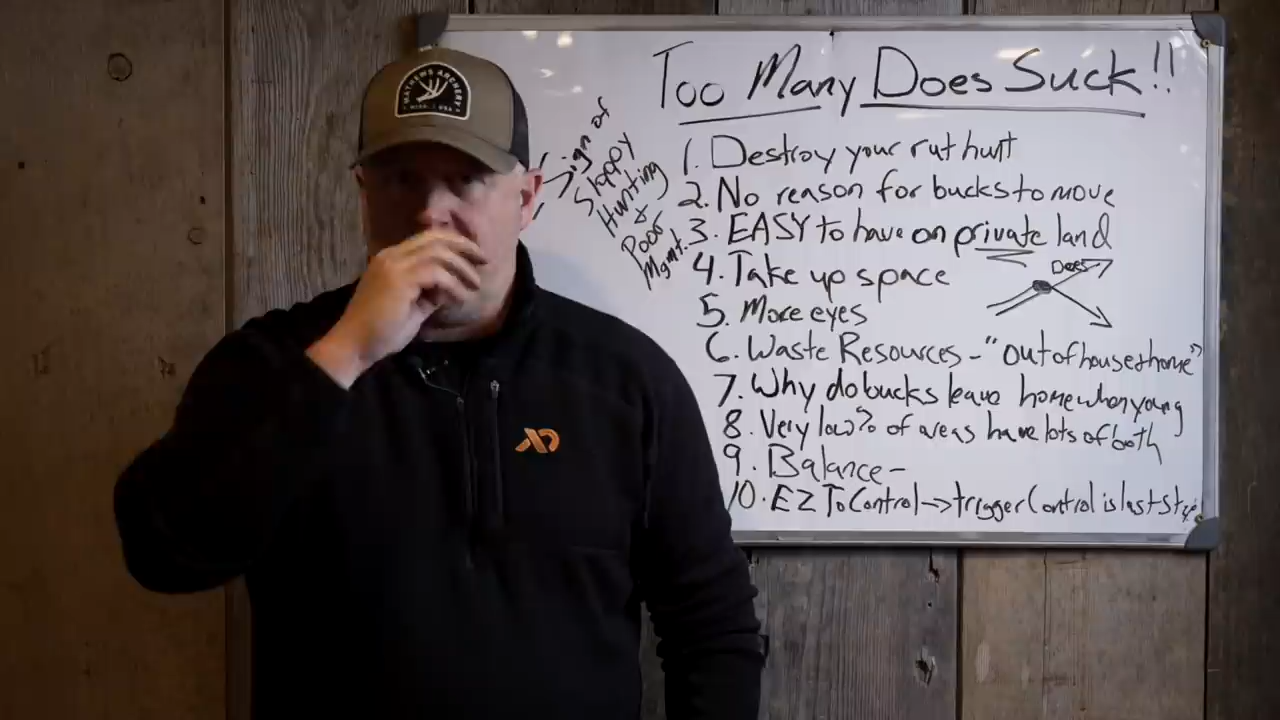 MATHEWS ARCHERY
Too Many Does Suck!!
Sign of
Sloppy
Hunting
+
Poor
Mgmt.
1. Destroy your rut hunt
2. No reason for bucks to move
3. EASY to have on private land
4. Take up space
Does
5. More eyes
6. Waste Resources - "out of house & home"
7. Why do bucks leave home when young
8. Very low % of areas have lots of both
9. Balance -
10. EZ To Control -> trigger Control is last